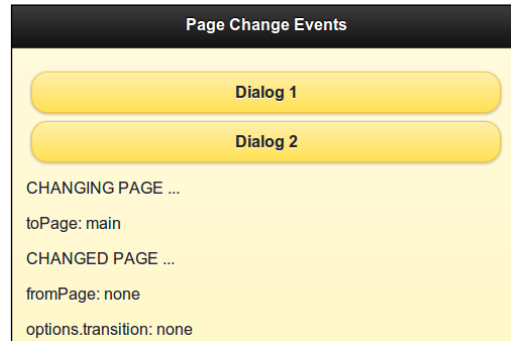 Page Change Events
Dialog 1
Dialog 2
CHANGING PAGE ...
toPage: main
CHANGED PAGE ...
fromPage: none
options.transition: none